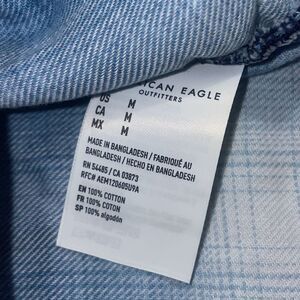 ICAN EAGLE
OUTFITTERS
US M
CA M
MX M
MADE IN BANGLADESH / FABRIQUÉ AU
BANGLADESH / HECHO EN BANGLADESH
RN 54485 / CA 03873
RFC# AEM120605U9A
EN 100% COTTON
FR 100% COTON
SP 100% algodón